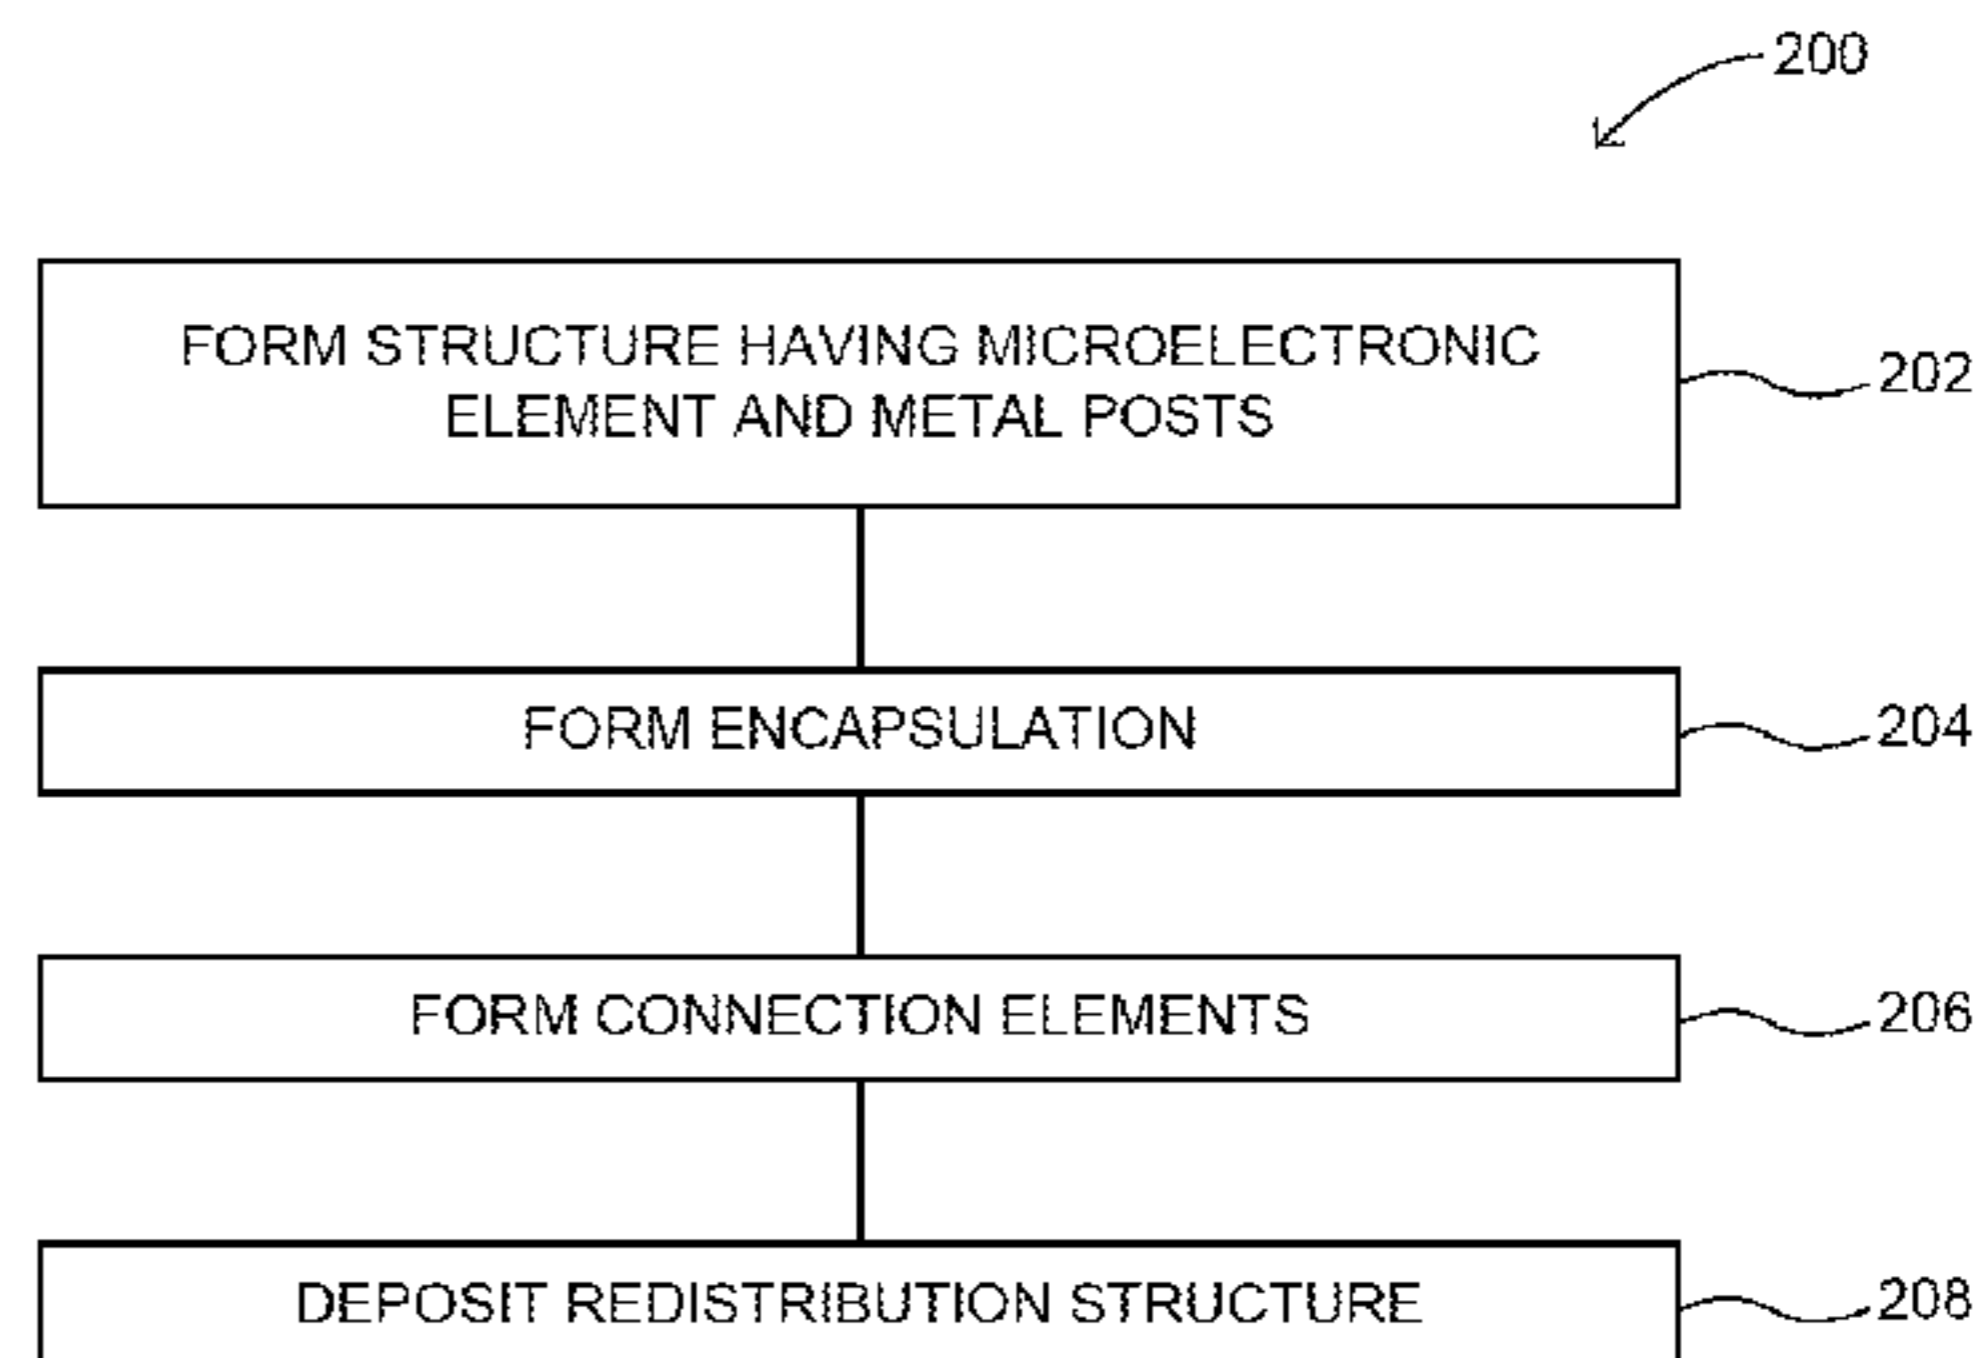 200
FORM STRUCTURE HAVING MICROELECTRONIC
ELEMENT AND METAL POSTS
202
FORM ENCAPSULATION
204
FORM CONNECTION ELEMENTS
206
DEPOSIT REDISTRIBUTION STRUCTURE
208